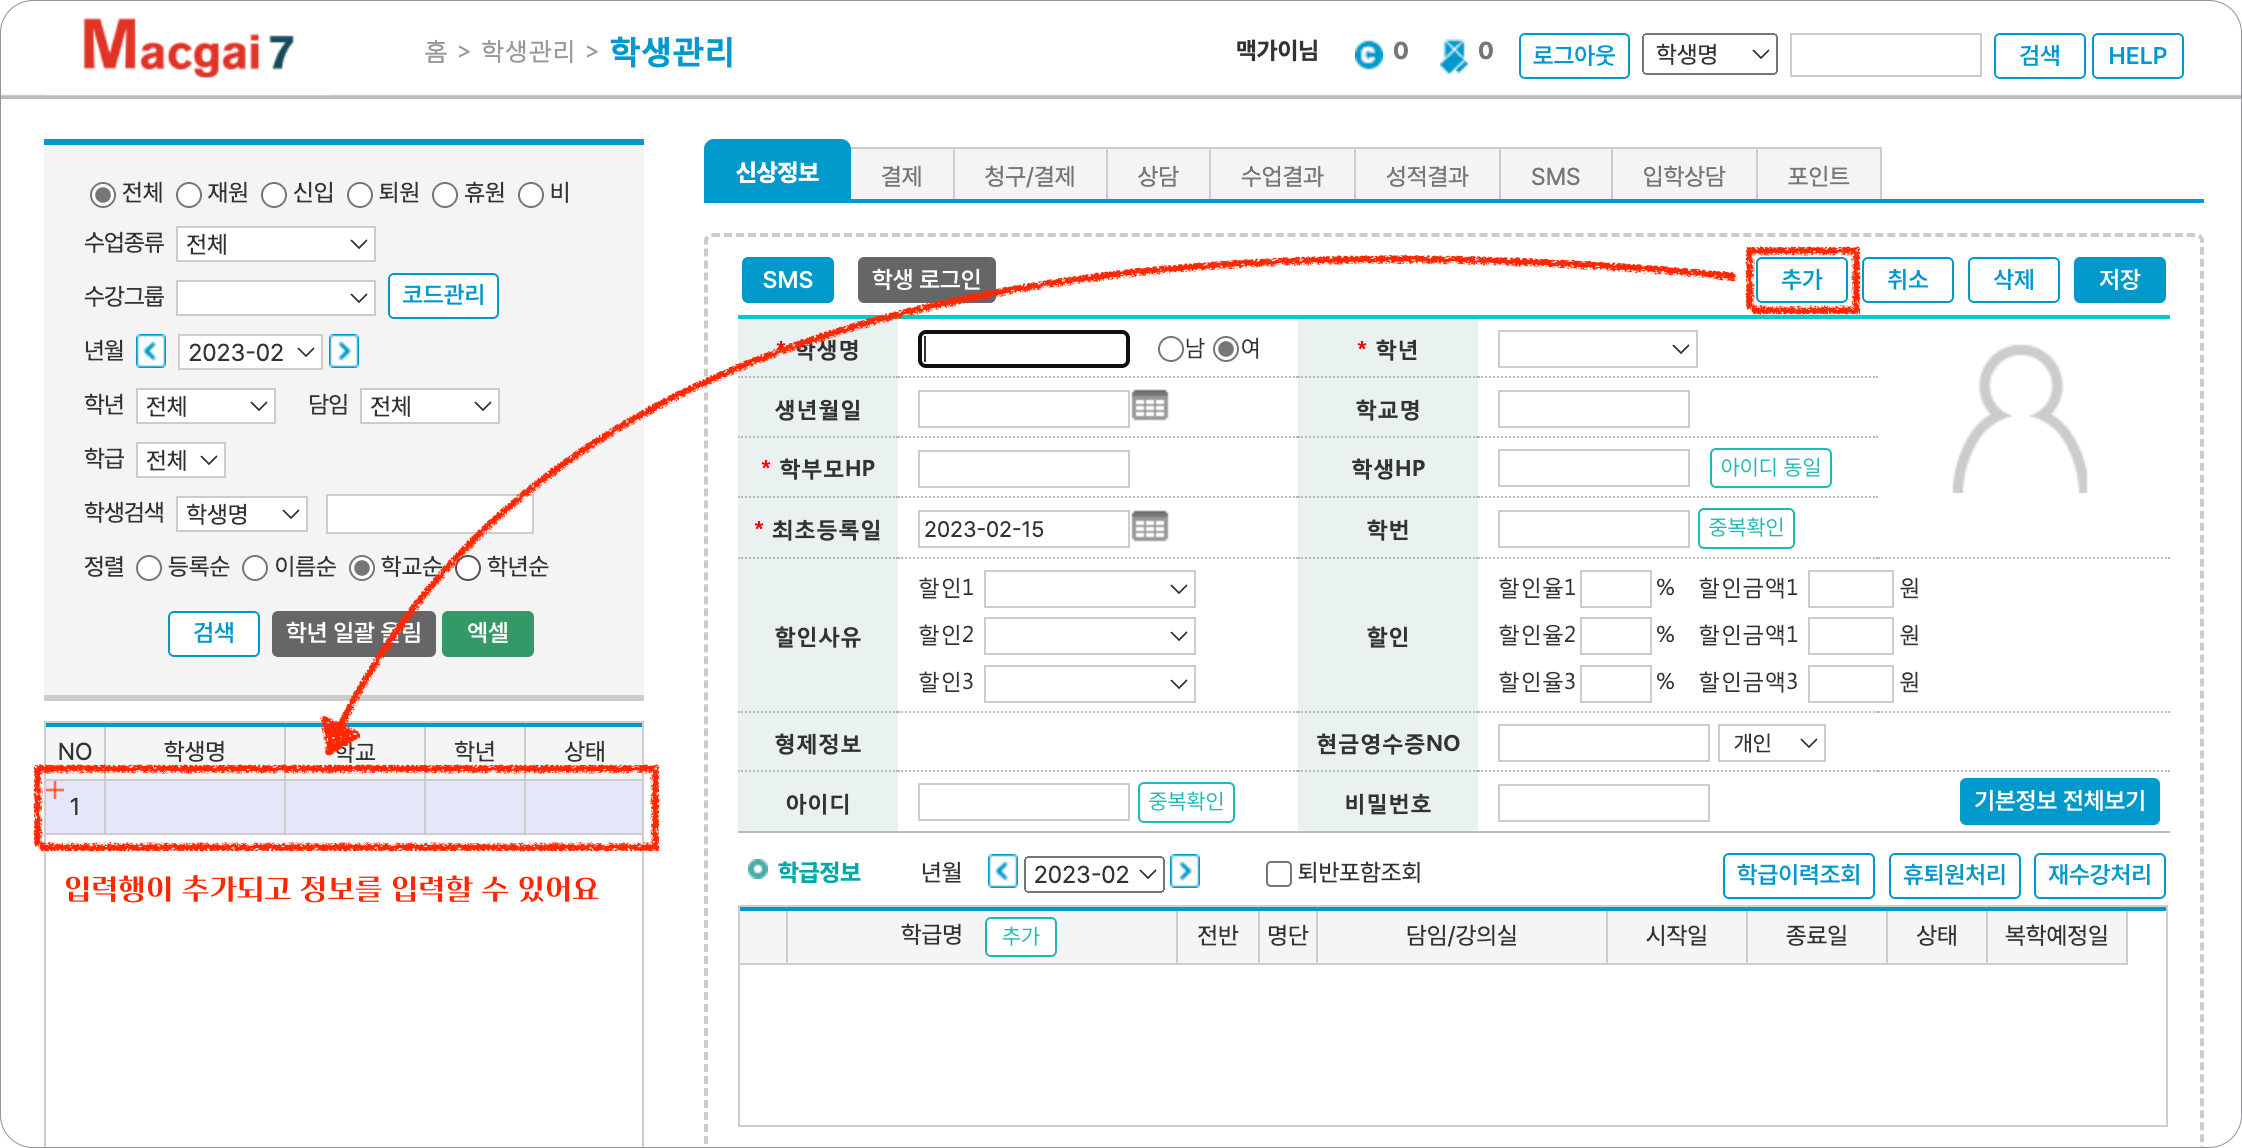 Macgai 7
홈 > 학생관리 > 학생관리
맥가이님 0 0 로그아웃 학생명 검색 HELP
전체 재원 신입 퇴원 휴원 비
수업종류 전체
수강그룹 코드관리
년월 2023-02
학년 전체 담임 전체
학급 전체
학생검색 학생명
정렬 등록순 이름순 학교순 학년순
검색 학년 일괄 올림 엑셀
NO 학생명 학교 학년 상태
1
입력행이 추가되고 정보를 입력할 수 있어요
신상정보 결제 청구/결제 상담 수업결과 성적결과 SMS 입학상담 포인트
SMS 학생 로그인 추가 취소 삭제 저장
* 학생명 남 여 * 학년
생년월일 학교명
* 학부모HP 학생HP 아이디 동일
* 최초등록일 2023-02-15 학번 중복확인
할인사유 할인1 할인 할인율1 % 할인금액1 원
할인2 할인율2 % 할인금액1 원
할인3 할인율3 % 할인금액3 원
형제정보 현금영수증NO 개인
아이디 중복확인 비밀번호 기본정보 전체보기
학급정보 년월 2023-02 퇴반포함조회 학급이력조회 휴퇴원처리 재수강처리
학급명 추가 전반 명단 담임/강의실 시작일 종료일 상태 복학예정일